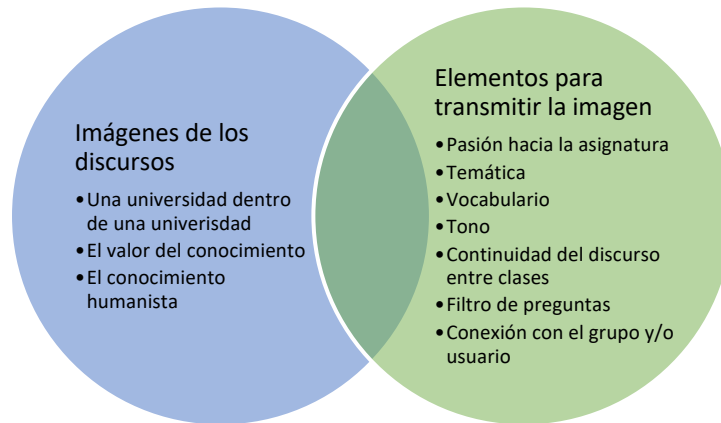 Imágenes de los
discursos
•Una universidad dentro
de una univerisdad
•El valor del conocimiento
•El conocimiento
humanista
Elementos para
transmitir la imagen
•Pasión hacia la asignatura
•Temática
•Vocabulario
•Tono
•Continuidad del discurso
entre clases
•Filtro de preguntas
•Conexión con el grupo y/o
usuario